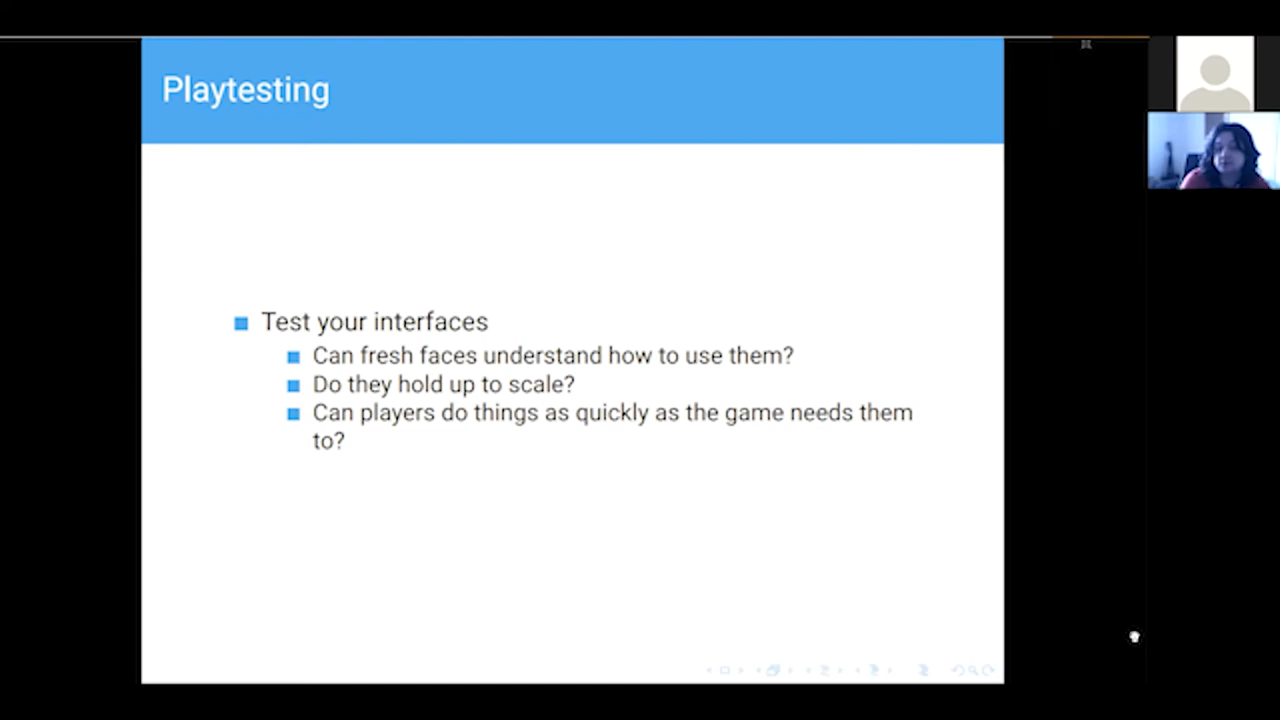 Playtesting
Test your interfaces
Can fresh faces understand how to use them?
Do they hold up to scale?
Can players do things as quickly as the game needs them
to?